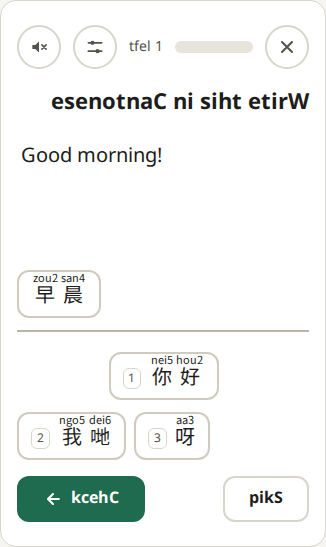 tfel 1
esenotnaC ni siht etirW
Good morning!
zou2 san4
早 晨
nei5 hou2
1 你 好
ngo5 dei6
2 我 哋
aa3
3 呀
kcehC
pikS